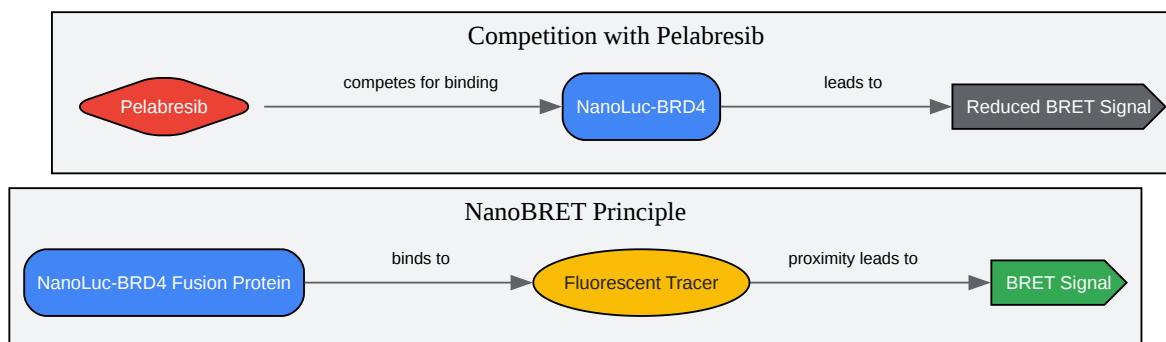 Competition with Pelabresib
Pelabresib
competes for binding
NanoLuc-BRD4
leads to
Reduced BRET Signal
NanoBRET Principle
NanoLuc-BRD4 Fusion Protein
binds to
Fluorescent Tracer
proximity leads to
BRET Signal